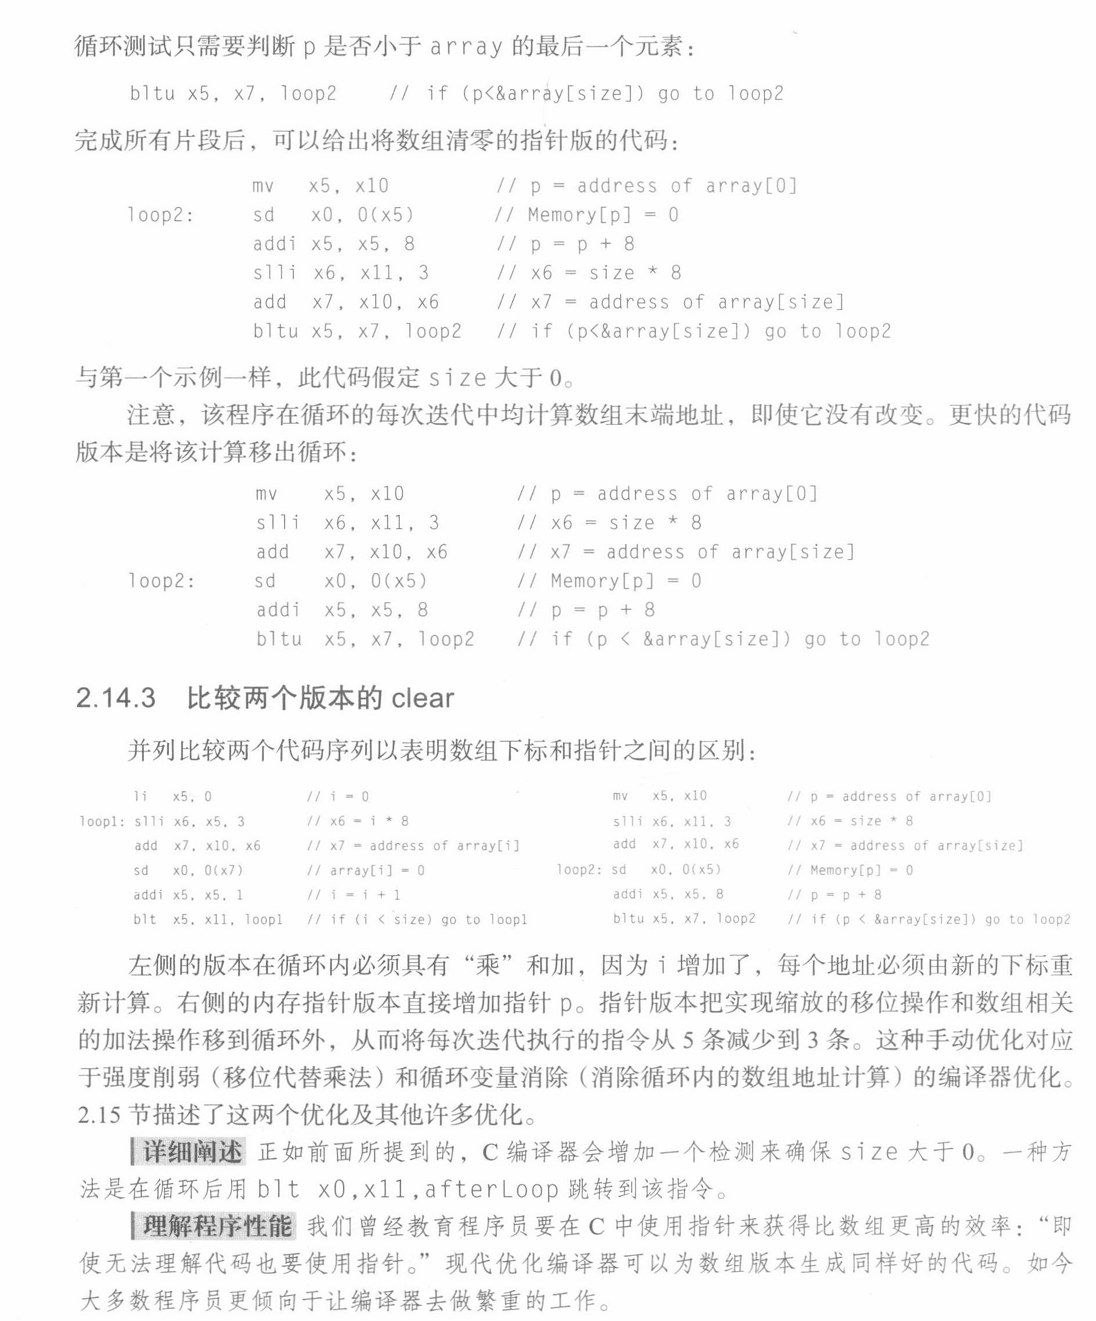 循环测试只需要判断 p 是否小于 array 的最后一个元素：
bltu x5, x7, loop2 // if (p<&array[size]) go to loop2
完成所有片段后，可以给出将数组清零的指针版的代码：
mv x5, x10 // p = address of array[0]
loop2: sd x0, 0(x5) // Memory[p] = 0
addi x5, x5, 8 // p = p + 8
slli x6, x11, 3 // x6 = size * 8
add x7, x10, x6 // x7 = address of array[size]
bltu x5, x7, loop2 // if (p<&array[size]) go to loop2
与第一个示例一样，此代码假定 size 大于 0。
注意，该程序在循环的每次迭代中均计算数组末端地址，即使它没有改变。更快的代码
版本是将该计算移出循环：
mv x5, x10 // p = address of array[0]
slli x6, x11, 3 // x6 = size * 8
add x7, x10, x6 // x7 = address of array[size]
loop2: sd x0, 0(x5) // Memory[p] = 0
addi x5, x5, 8 // p = p + 8
bltu x5, x7, loop2 // if (p < &array[size]) go to loop2
2.14.3 比较两个版本的 clear
并列比较两个代码序列以表明数组下标和指针之间的区别：
li x5, 0 // i = 0 mv x5, x10 // p = address of array[0]
loop1: slli x6, x5, 3 // x6 = i * 8 slli x6, x11, 3 // x6 = size * 8
add x7, x10, x6 // x7 = address of array[i] add x7, x10, x6 // x7 = address of array[size]
sd x0, 0(x7) // array[i] = 0 loop2: sd x0, 0(x5) // Memory[p] = 0
addi x5, x5, 1 // i = i + 1 addi x5, x5, 8 // p = p + 8
blt x5, x11, loop1 // if (i < size) go to loop1 bltu x5, x7, loop2 // if (p < &array[size]) go to loop2
左侧的版本在循环内必须具有“乘”和加，因为 i 增加了，每个地址必须由新的下标重
新计算。右侧的内存指针版本直接增加指针 p。指针版本把实现缩放的移位操作和数组相关
的加法操作移到循环外，从而将每次迭代执行的指令从 5 条减少到 3 条。这种手动优化对应
于强度削弱（移位代替乘法）和循环变量消除（消除循环内的数组地址计算）的编译器优化。
2.15 节描述了这两个优化及其他许多优化。
详细阐述 正如前面所提到的，C 编译器会增加一个检测来确保 size 大于 0。一种方
法是在循环后用 blt x0,x11,afterLoop 跳转到该指令。
理解程序性能 我们曾经教育程序员要在 C 中使用指针来获得比数组更高的效率：“即
使无法理解代码也要使用指针。”现代优化编译器可以为数组版本生成同样好的代码。如今
大多数程序员更倾向于让编译器去做繁重的工作。